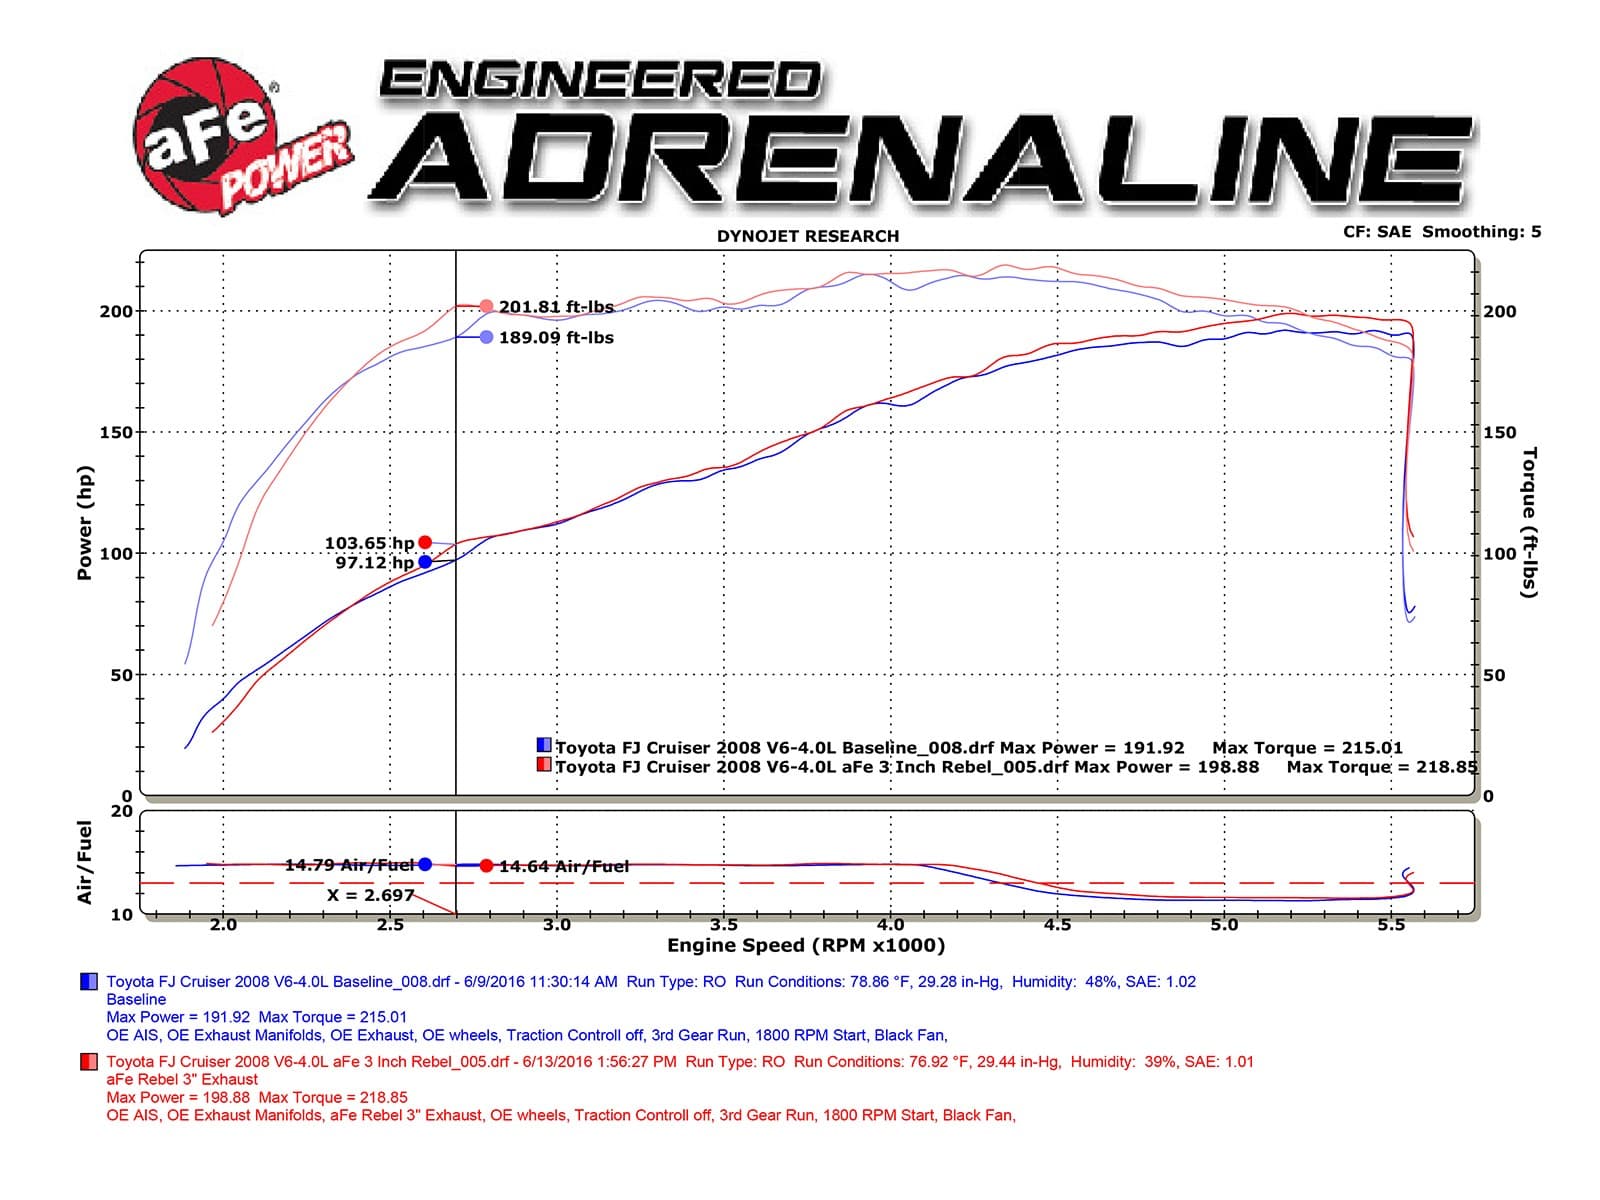 aFe
®
POWER
ENGINEERED
ADRENALINE
DYNOJET RESEARCH
CF: SAE Smoothing: 5
Power (hp)
200
150
100
50
0
Torque (ft-lbs)
200
150
100
50
0
201.81 ft-lbs
189.09 ft-lbs
103.65 hp
97.12 hp
Toyota FJ Cruiser 2008 V6-4.0L Baseline_008.drf Max Power = 191.92 Max Torque = 215.01
Toyota FJ Cruiser 2008 V6-4.0L aFe 3 Inch Rebel_005.drf Max Power = 198.88 Max Torque = 218.85
Air/Fuel
20
10
14.79 Air/Fuel
14.64 Air/Fuel
X = 2.697
2.0 2.5 3.0 3.5 4.0 4.5 5.0 5.5
Engine Speed (RPM x1000)
Toyota FJ Cruiser 2008 V6-4.0L Baseline_008.drf - 6/9/2016 11:30:14 AM Run Type: RO Run Conditions: 78.86 °F, 29.28 in-Hg, Humidity: 48%, SAE: 1.02
Baseline
Max Power = 191.92 Max Torque = 215.01
OE AIS, OE Exhaust Manifolds, OE Exhaust, OE wheels, Traction Controll off, 3rd Gear Run, 1800 RPM Start, Black Fan,
Toyota FJ Cruiser 2008 V6-4.0L aFe 3 Inch Rebel_005.drf - 6/13/2016 1:56:27 PM Run Type: RO Run Conditions: 76.92 °F, 29.44 in-Hg, Humidity: 39%, SAE: 1.01
aFe Rebel 3" Exhaust
Max Power = 198.88 Max Torque = 218.85
OE AIS, OE Exhaust Manifolds, aFe Rebel 3" Exhaust, OE wheels, Traction Controll off, 3rd Gear Run, 1800 RPM Start, Black Fan,